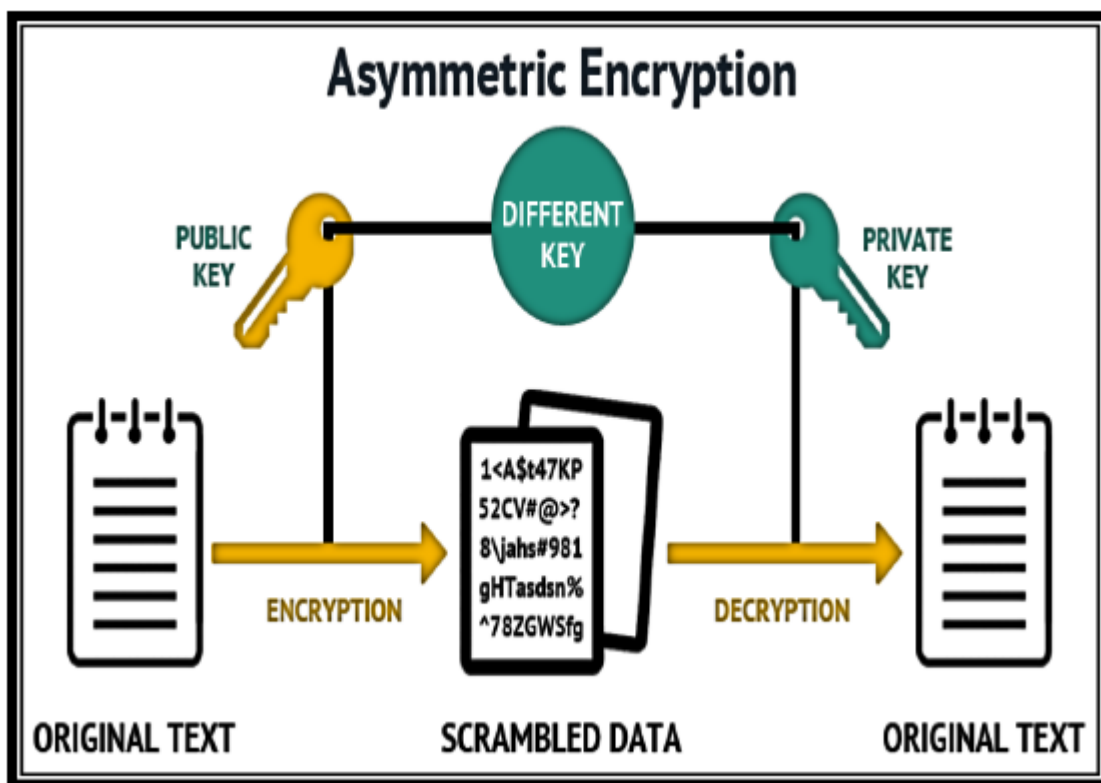 Asymmetric Encryption
PUBLIC
KEY
DIFFERENT
KEY
PRIVATE
KEY
1<A$t47KP
52CV#@>?
8\jahs#981
gHTasdsn%
^78ZGWSfg
ENCRYPTION
DECRYPTION
ORIGINAL TEXT
SCRAMBLED DATA
ORIGINAL TEXT